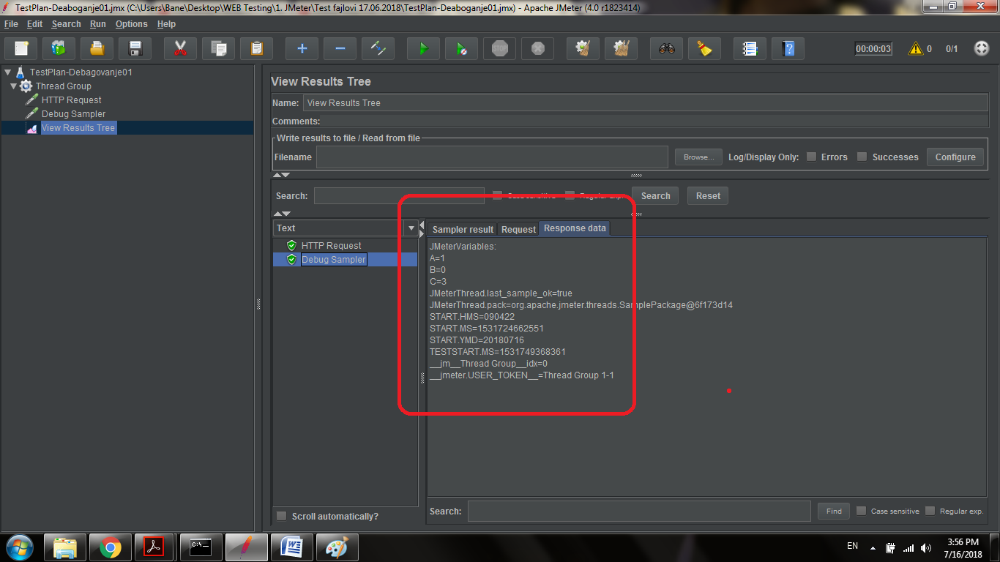 TestPlan-Deaboganje01.jmx (C:\Users\Bane\Desktop\WEB Testing\1. JMeter\Test fajlovi 17.06.2018\TestPlan-Deaboganje01.jmx) - Apache JMeter (4.0 r1823414)
File Edit Search Run Options Help
STOP 00:00:03 0 0/1
TestPlan-Debagovanje01
Thread Group
HTTP Request
Debug Sampler
View Results Tree
View Results Tree
Name: View Results Tree
Comments:
Write results to file / Read from file
Filename Browse... Log/Display Only: Errors Successes Configure
Search: Case sensitive Regular exp. Search Reset
Text
HTTP Request
Debug Sampler
Sampler result Request Response data
JMeterVariables:
A=1
B=0
C=3
JMeterThread.last_sample_ok=true
JMeterThread.pack=org.apache.jmeter.threads.SamplePackage@6f173d14
START.HMS=090422
START.MS=1531724662551
START.YMD=20180716
TESTSTART.MS=1531749368361
__jm__Thread Group__idx=0
__jmeter.USER_TOKEN__=Thread Group 1-1
Search: Find Case sensitive Regular exp.
Scroll automatically?
C:\_
EN
3:56 PM
7/16/2018